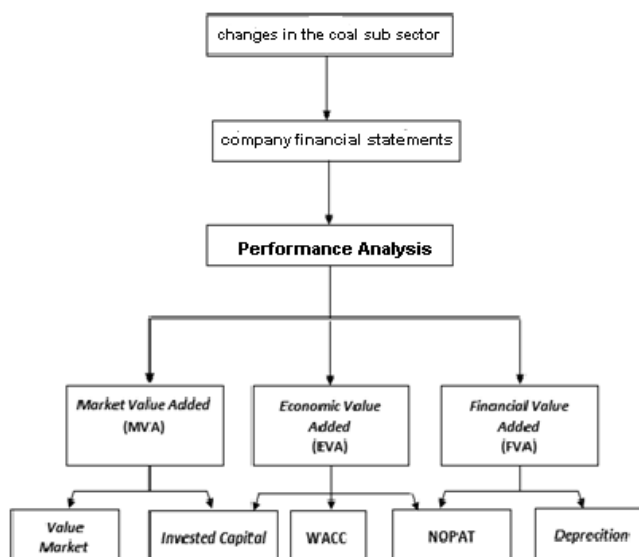 changes in the coal sub sector
company financial statements
Performance Analysis
Market Value Added
(MVA)
Economic Value
Added
(EVA)
Financial Value
Added
(FVA)
Value
Market
Invested Capital
WACC
NOPAT
Deprecition